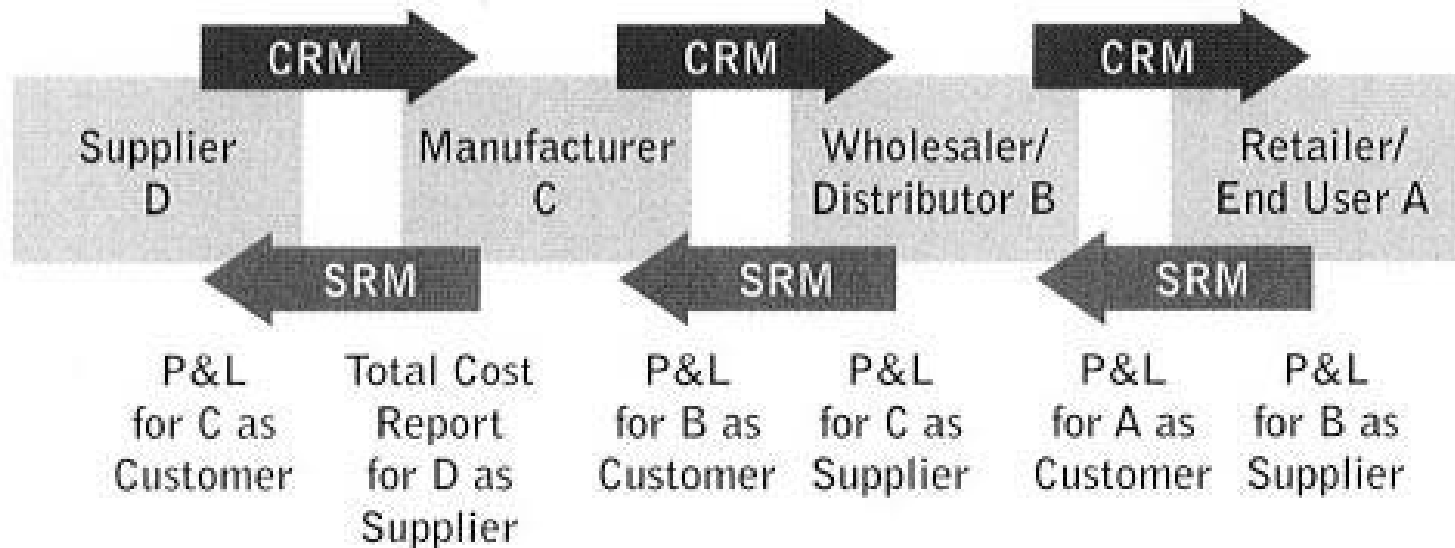 CRM
CRM
CRM
Supplier
D
Manufacturer
C
Wholesaler/
Distributor B
Retailer/
End User A
SRM
SRM
SRM
P&L
for C as
Customer
Total Cost
Report
for D as
Supplier
P&L
for B as
Customer
P&L
for C as
Supplier
P&L
for A as
Customer
P&L
for B as
Supplier